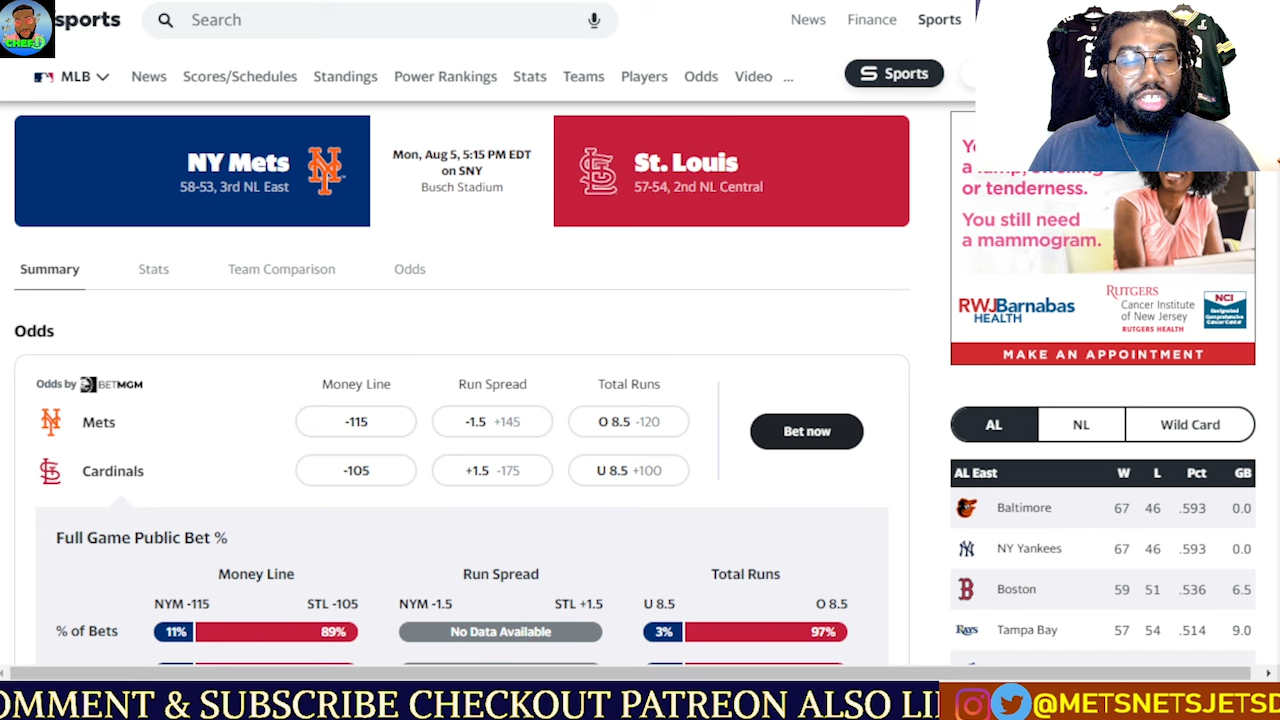 CHEF
sports
Search
News Finance Sports
MLB News Scores/Schedules Standings Power Rankings Stats Teams Players Odds Video ...
S Sports
NY Mets
58-53, 3rd NL East
Mon, Aug 5, 5:15 PM EDT
on SNY
Busch Stadium
St. Louis
57-54, 2nd NL Central
or tenderness.
You still need
a mammogram.
RWJBarnabas
HEALTH
RUTGERS
Cancer Institute
of New Jersey
RUTGERS HEALTH
NCI
Designated
Comprehensive
Cancer Center
MAKE AN APPOINTMENT
Summary Stats Team Comparison Odds
Odds
Odds by BETMGM Money Line Run Spread Total Runs
Mets -115 -1.5 +145 O 8.5 -120
Cardinals -105 +1.5 -175 U 8.5 +100
Bet now
Full Game Public Bet %
Money Line Run Spread Total Runs
NYM -115 STL -105 NYM -1.5 STL +1.5 U 8.5 O 8.5
% of Bets 11% 89% No Data Available 3% 97%
AL NL Wild Card
AL East W L Pct GB
Baltimore 67 46 .593 0.0
NY Yankees 67 46 .593 0.0
Boston 59 51 .536 6.5
Rays Tampa Bay 57 54 .514 9.0
OMMENT & SUBSCRIBE CHECKOUT PATREON ALSO LI
@METSNETSJETSD